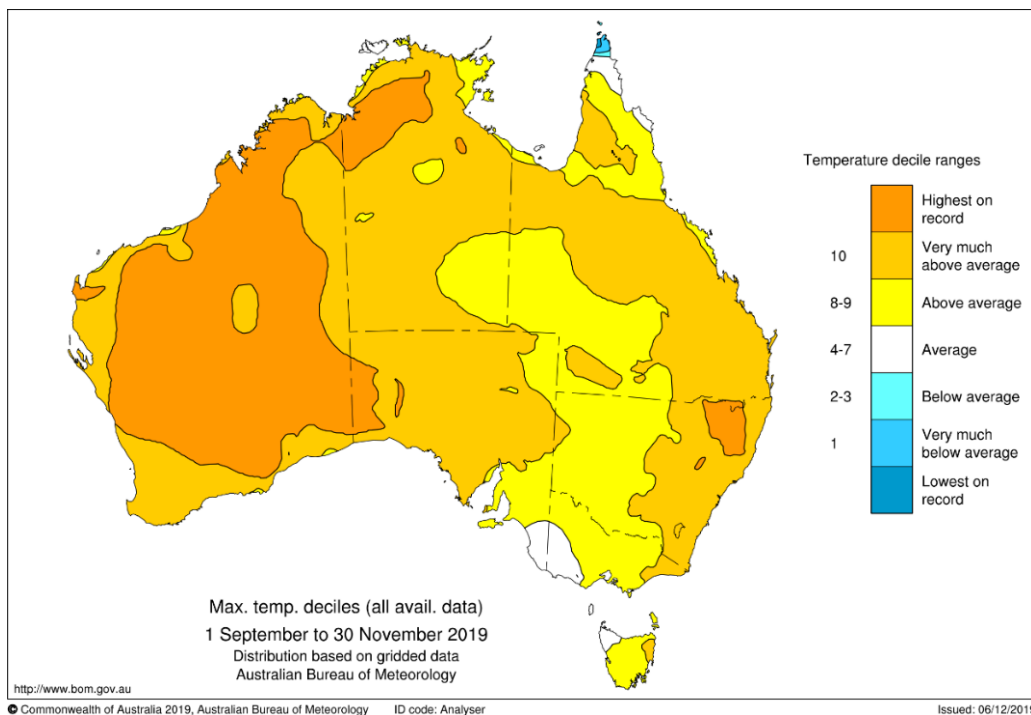 Temperature decile ranges
Highest on
record
10
Very much
above average
8-9
Above average
4-7
Average
2-3
Below average
1
Very much
below average
Lowest on
record
Max. temp. deciles (all avail. data)
1 September to 30 November 2019
Distribution based on gridded data
Australian Bureau of Meteorology
http://www.bom.gov.au
© Commonwealth of Australia 2019, Australian Bureau of Meteorology ID code: Analyser Issued: 06/12/2019